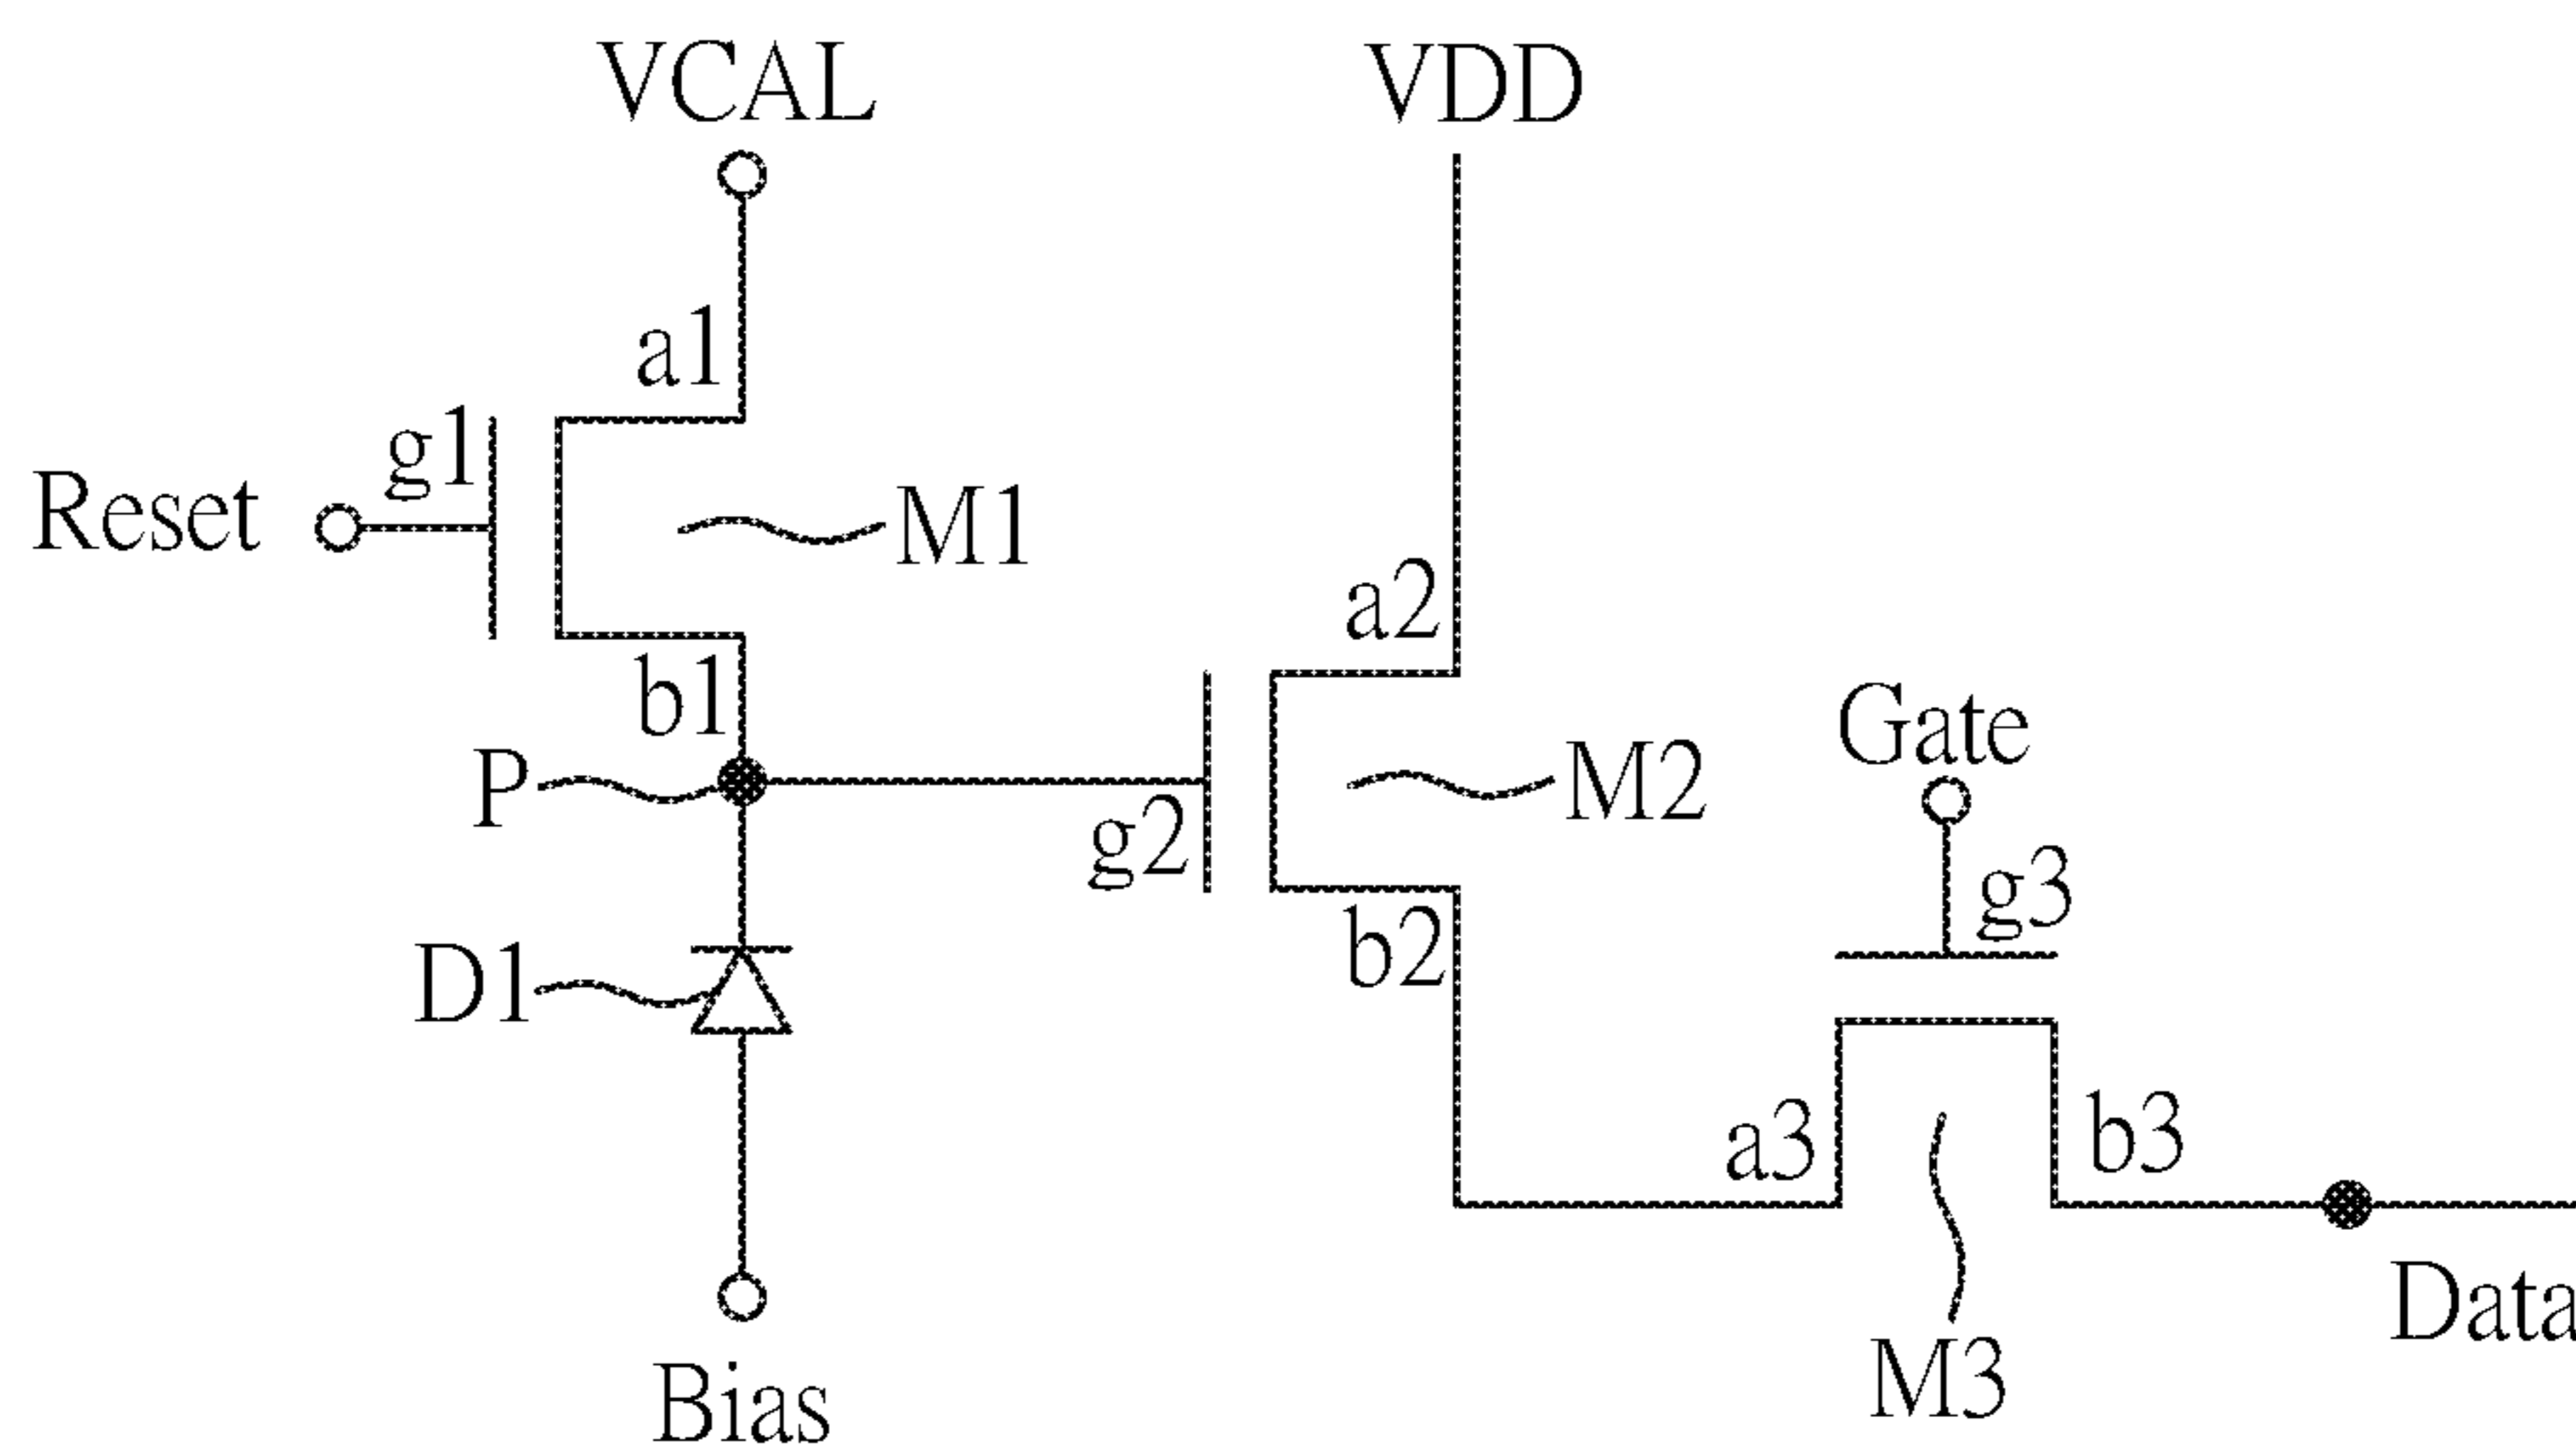 VCAL
VDD
a1
g1
Reset
M1
a2
b1
Gate
P
M2
g2
g3
b2
D1
a3
b3
Data
M3
Bias